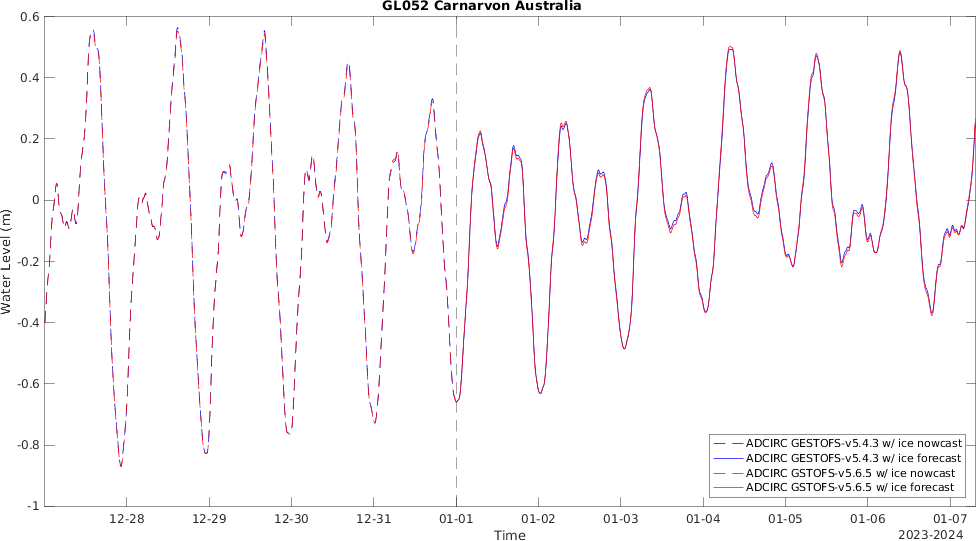 GL052 Carnarvon Australia
Water Level (m)
0.6
0.4
0.2
0
-0.2
-0.4
-0.6
-0.8
-1
ADCIRC GESTOFS-v5.4.3 w/ ice nowcast
ADCIRC GESTOFS-v5.4.3 w/ ice forecast
ADCIRC GSTOFS-v5.6.5 w/ ice nowcast
ADCIRC GSTOFS-v5.6.5 w/ ice forecast
12-28 12-29 12-30 12-31 01-01 01-02 01-03 01-04 01-05 01-06 01-07
Time
2023-2024